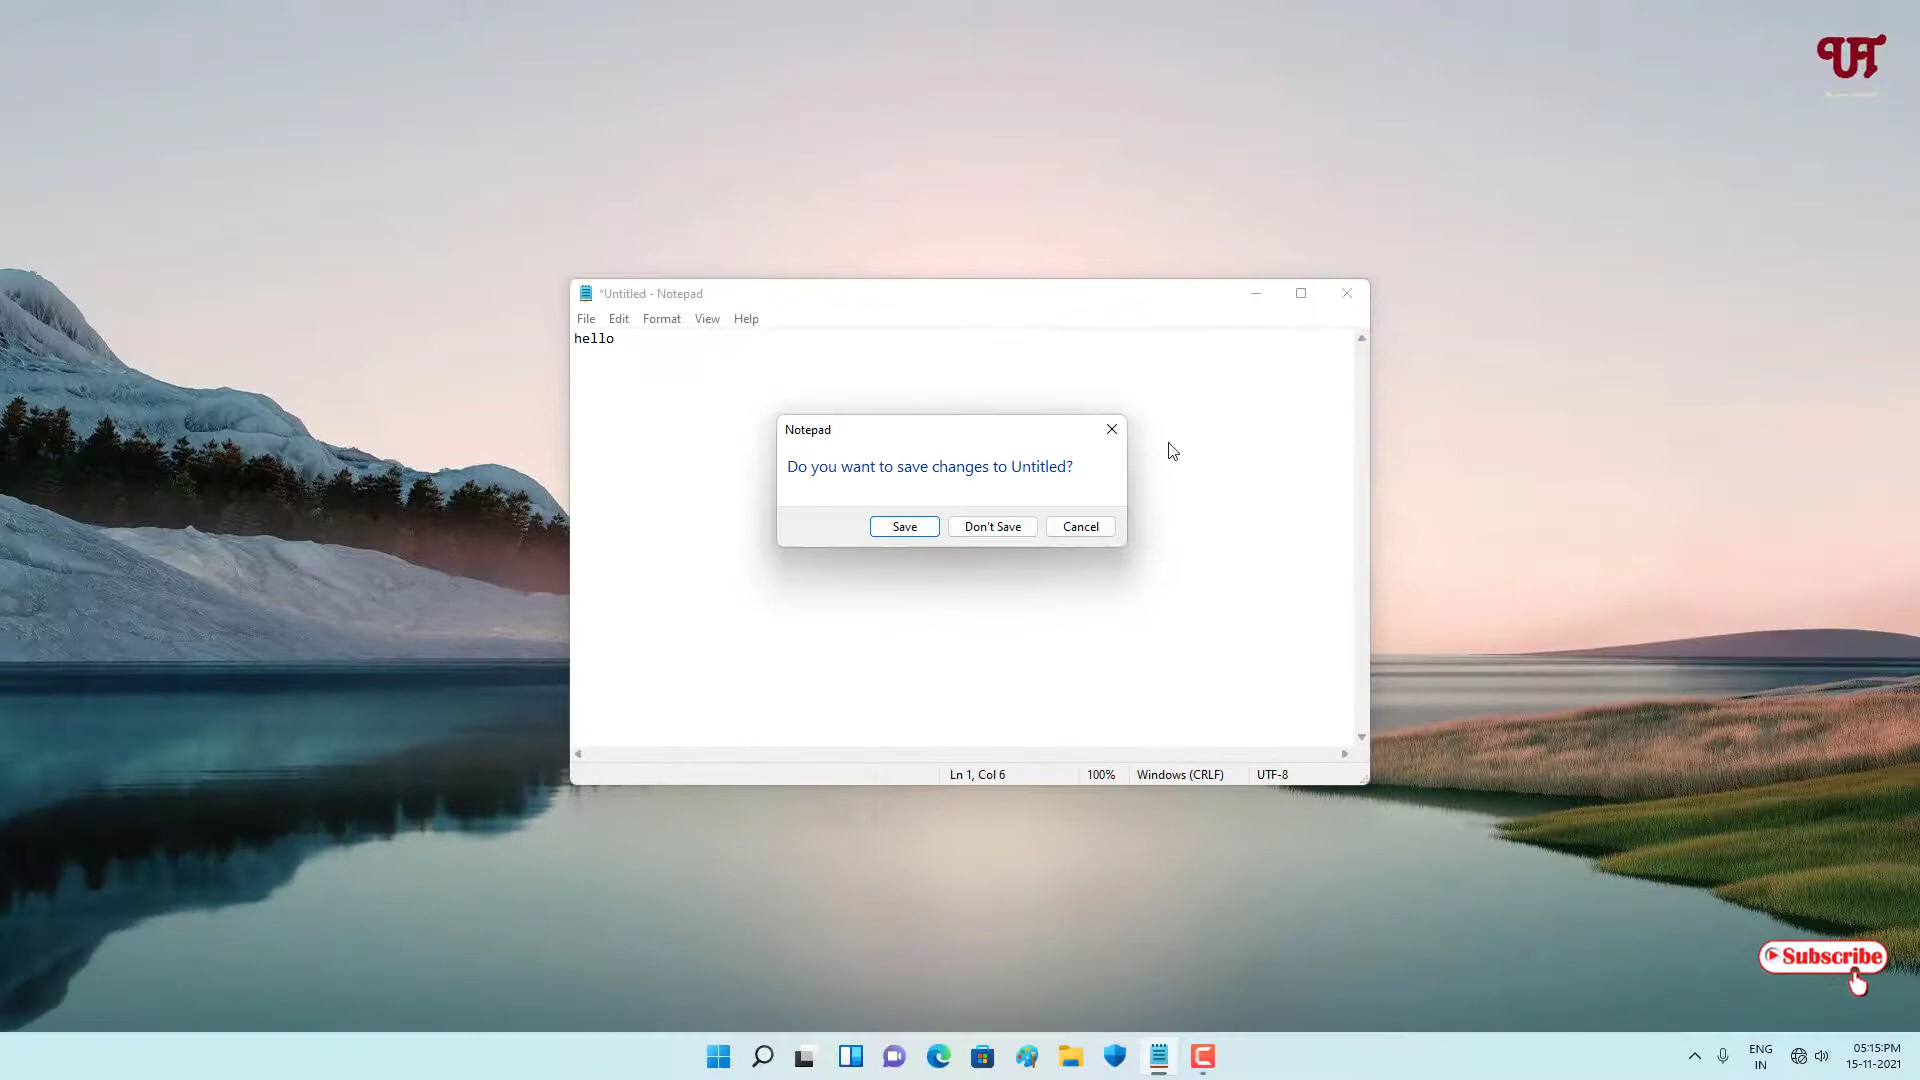 UT
*Untitled - Notepad
File Edit Format View Help
hello
Notepad
Do you want to save changes to Untitled?
Save Don't Save Cancel
Ln 1, Col 6 100% Windows (CRLF) UTF-8
Subscribe
ENG
IN
05:15:PM
15-11-2021